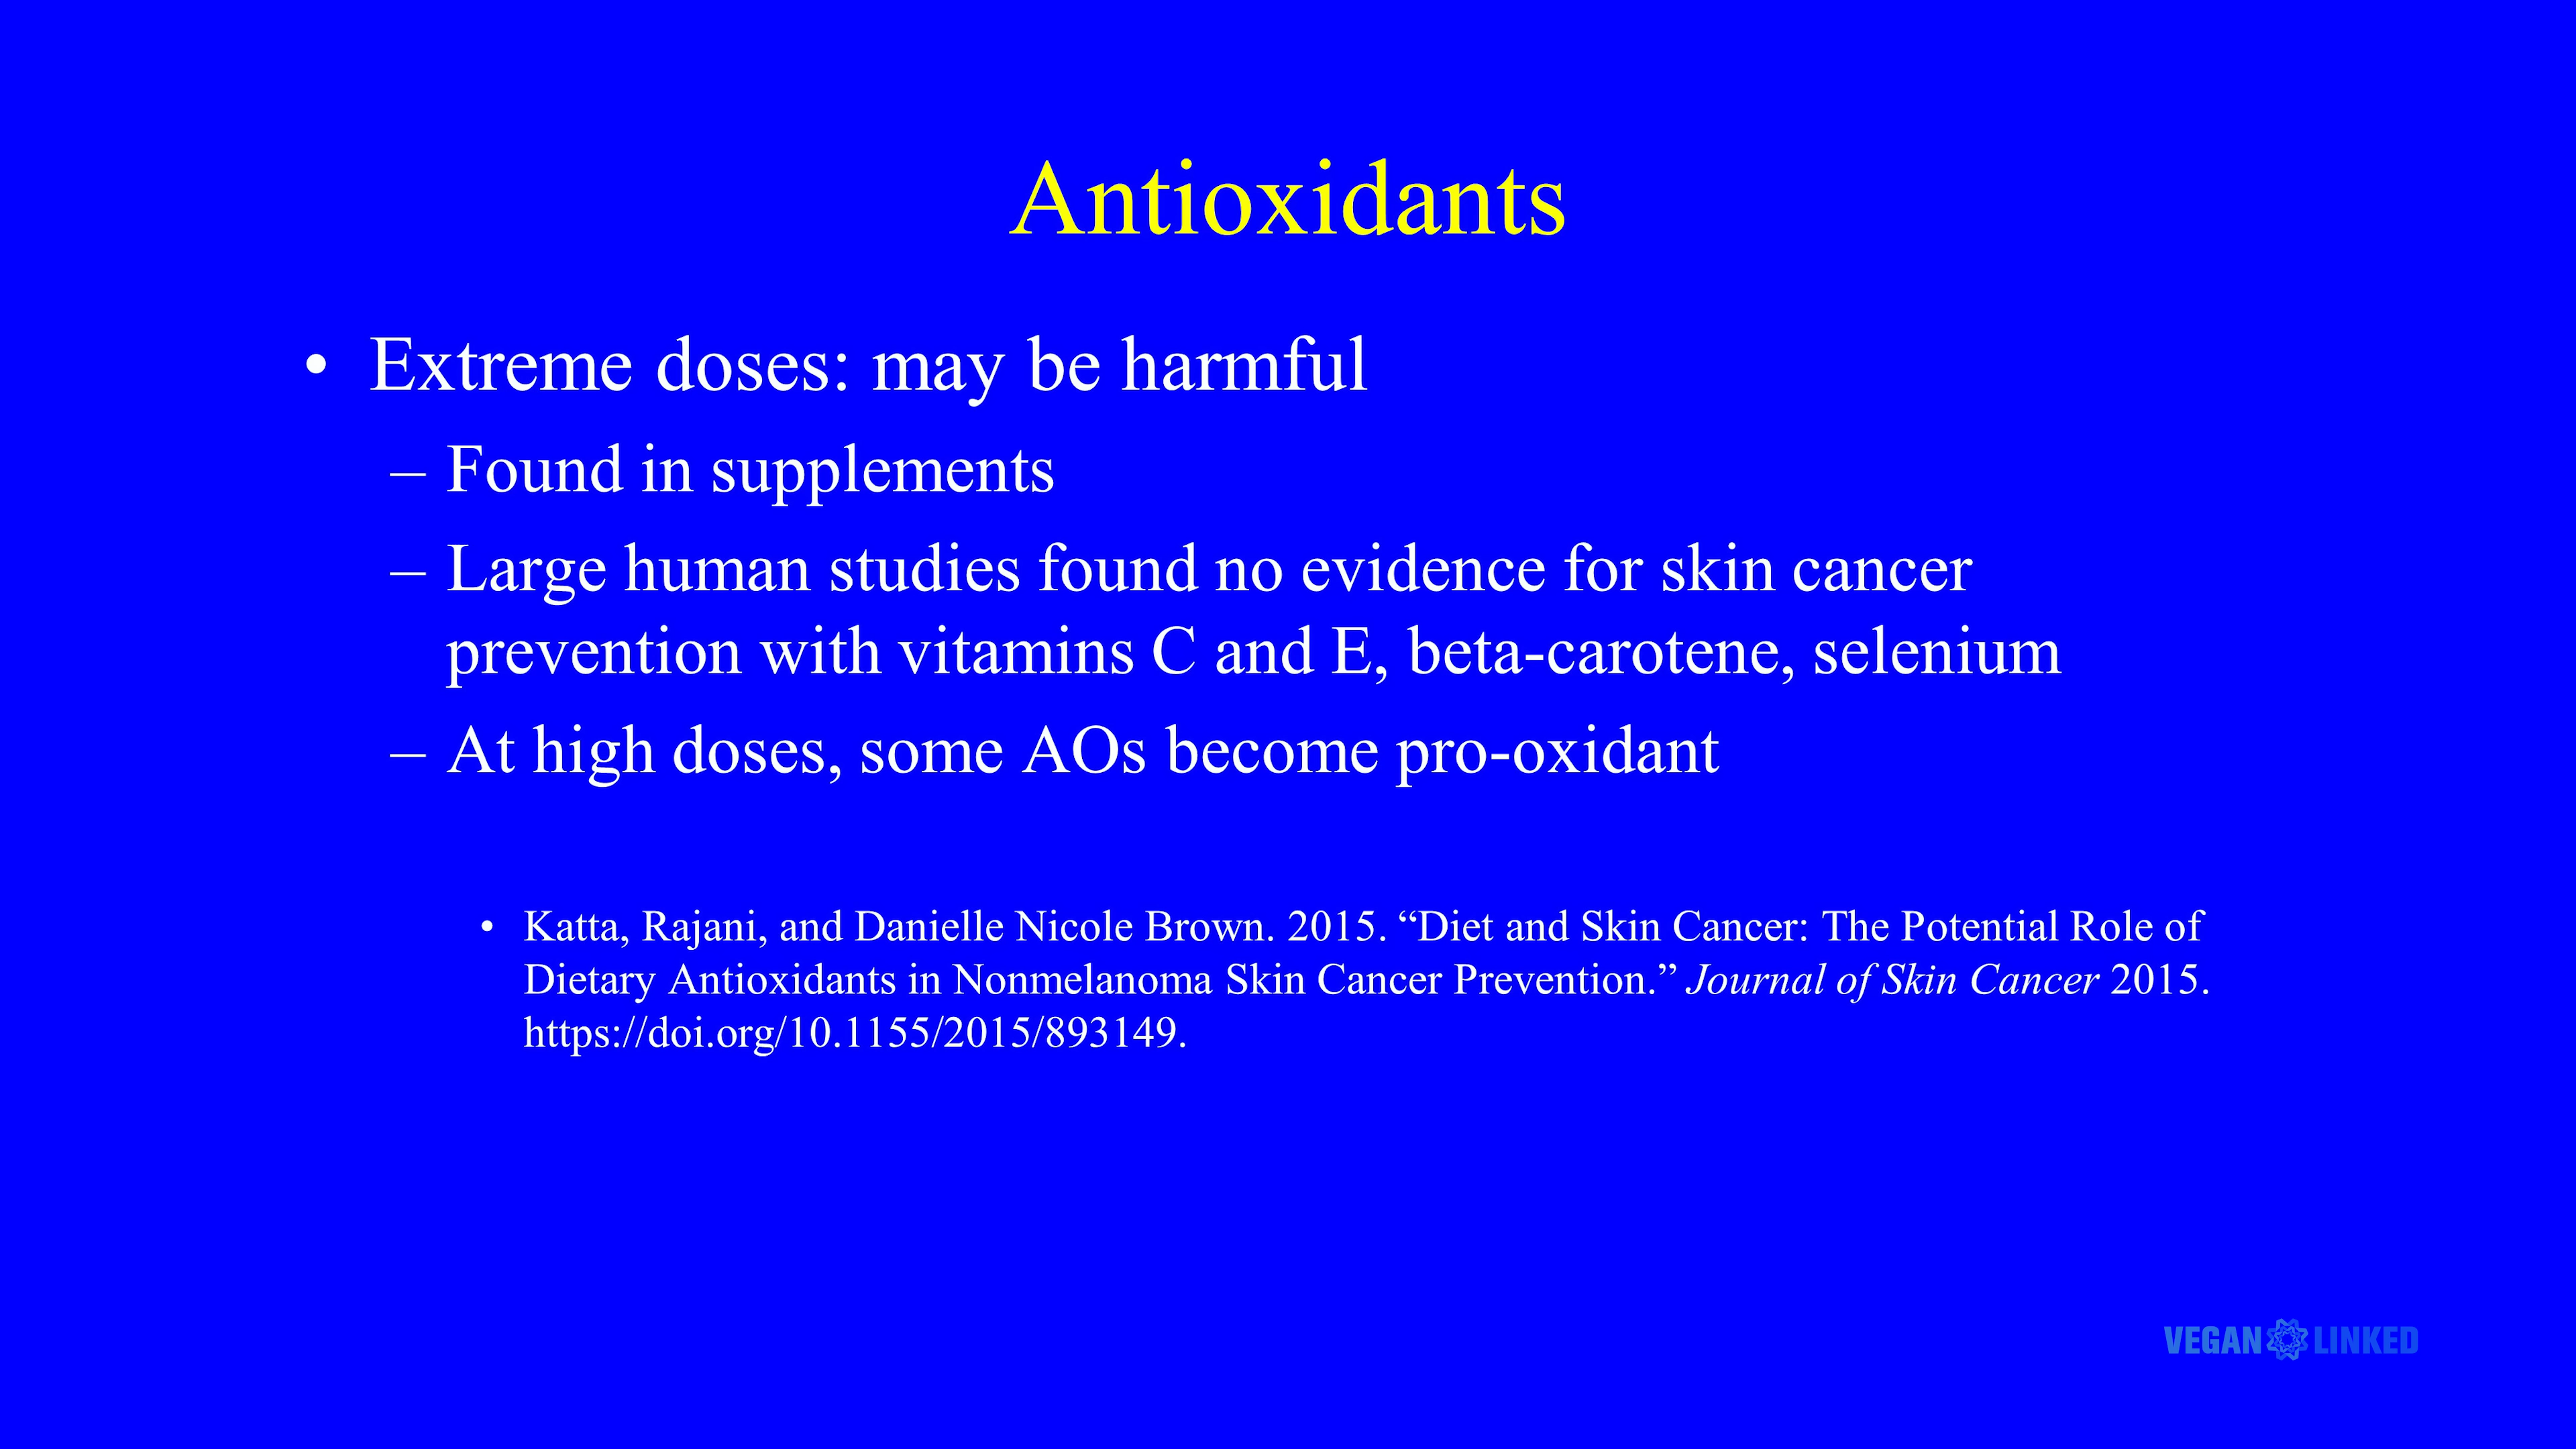 Antioxidants
• Extreme doses: may be harmful
– Found in supplements
– Large human studies found no evidence for skin cancer
prevention with vitamins C and E, beta-carotene, selenium
– At high doses, some AOs become pro-oxidant
• Katta, Rajani, and Danielle Nicole Brown. 2015. “Diet and Skin Cancer: The Potential Role of
Dietary Antioxidants in Nonmelanoma Skin Cancer Prevention.” Journal of Skin Cancer 2015.
https://doi.org/10.1155/2015/893149.
VEGAN LINKED